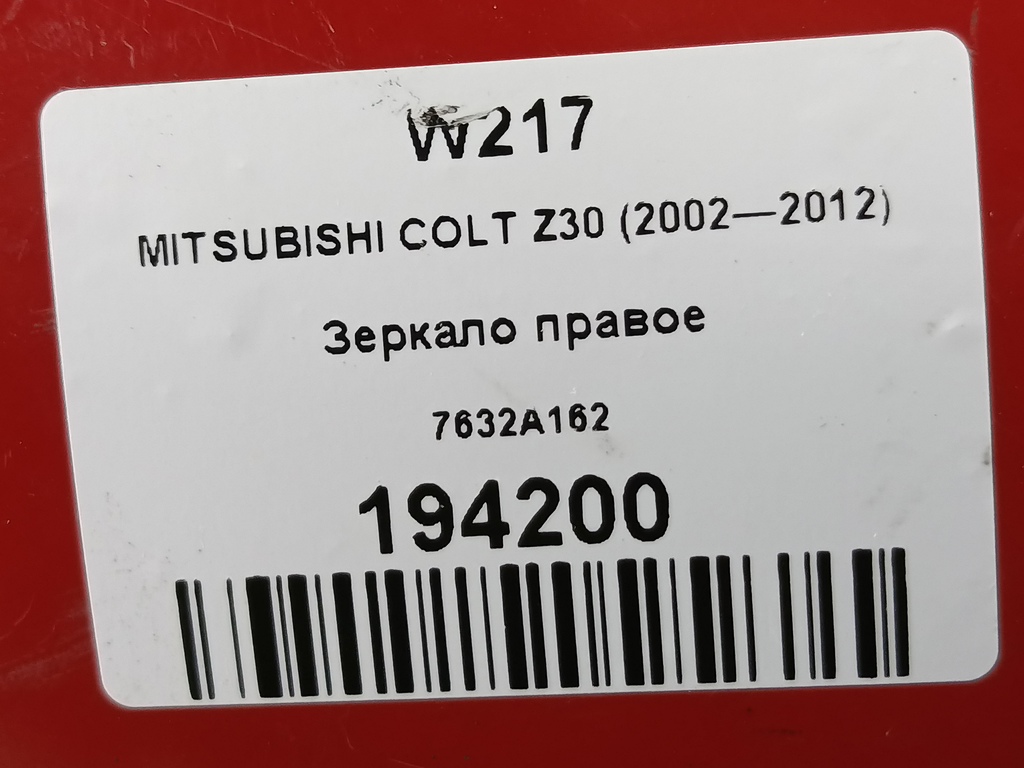 W217
MITSUBISHI COLT Z30 (2002—2012)
Зеркало правое
7632A162
194200